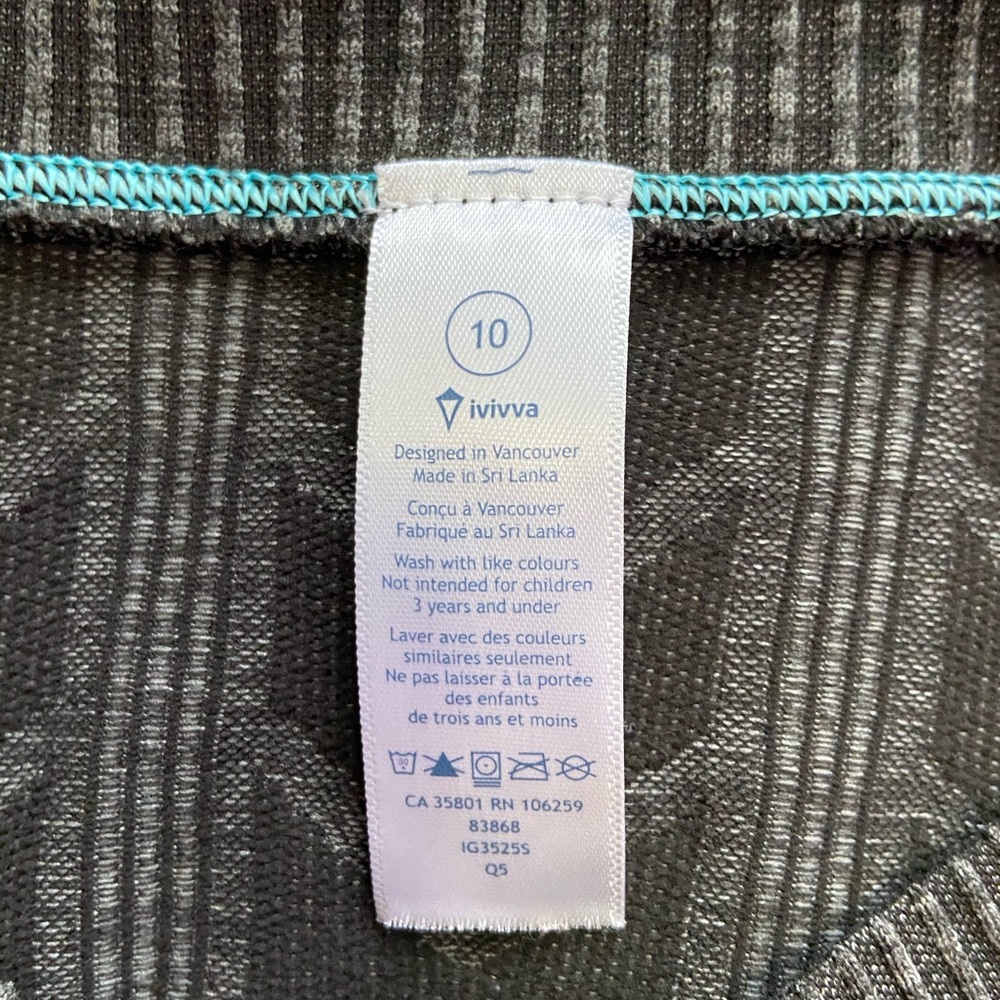 10
ivivva
Designed in Vancouver
Made in Sri Lanka
Conçu à Vancouver
Fabriqué au Sri Lanka
Wash with like colours
Not intended for children
3 years and under
Laver avec des couleurs
similaires seulement
Ne pas laisser à la portée
des enfants
de trois ans et moins
30
CA 35801 RN 106259
83868
IG3525S
Q5